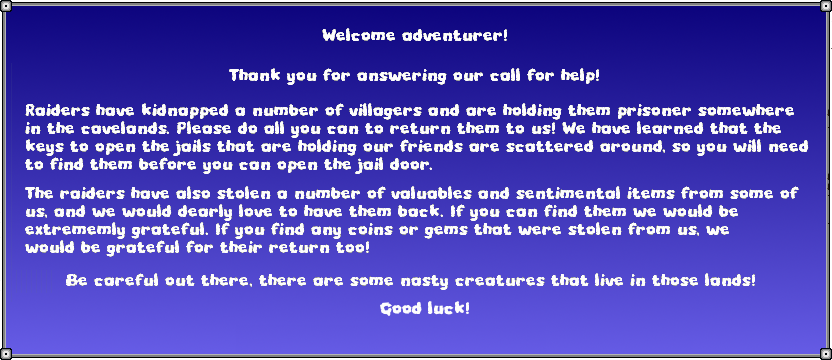 Welcome adventurer!
Thank you for answering our call for help!
Raiders have kidnapped a number of villagers and are holding them prisoner somewhere
in the cavelands. Please do all you can to return them to us! We have learned that the
keys to open the jails that are holding our friends are scattered around, so you will need
to find them before you can open the jail door.
The raiders have also stolen a number of valuables and sentimental items from some of
us, and we would dearly love to have them back. If you can find them we would be
extrememly grateful. If you find any coins or gems that were stolen from us, we
would be grateful for their return too!
Be careful out there, there are some nasty creatures that live in those lands!
Good luck!